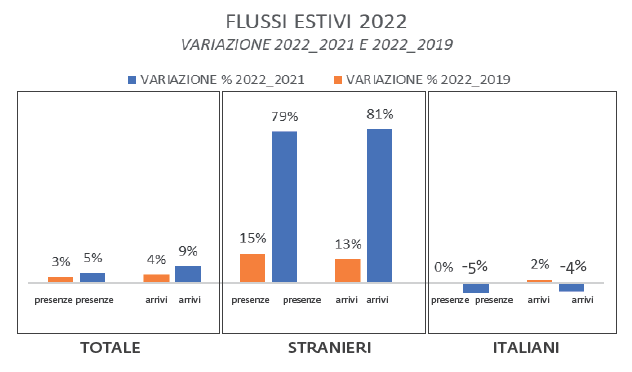 FLUSSI ESTIVI 2022
VARIAZIONE 2022_2021 E 2022_2019
VARIAZIONE % 2022_2021 VARIAZIONE % 2022_2019
79% 81%
15% 13%
3% 5% 4% 9%
0% -5% 2% -4%
presenze presenze arrivi arrivi presenze presenze arrivi arrivi presenze presenze arrivi arrivi
TOTALE STRANIERI ITALIANI